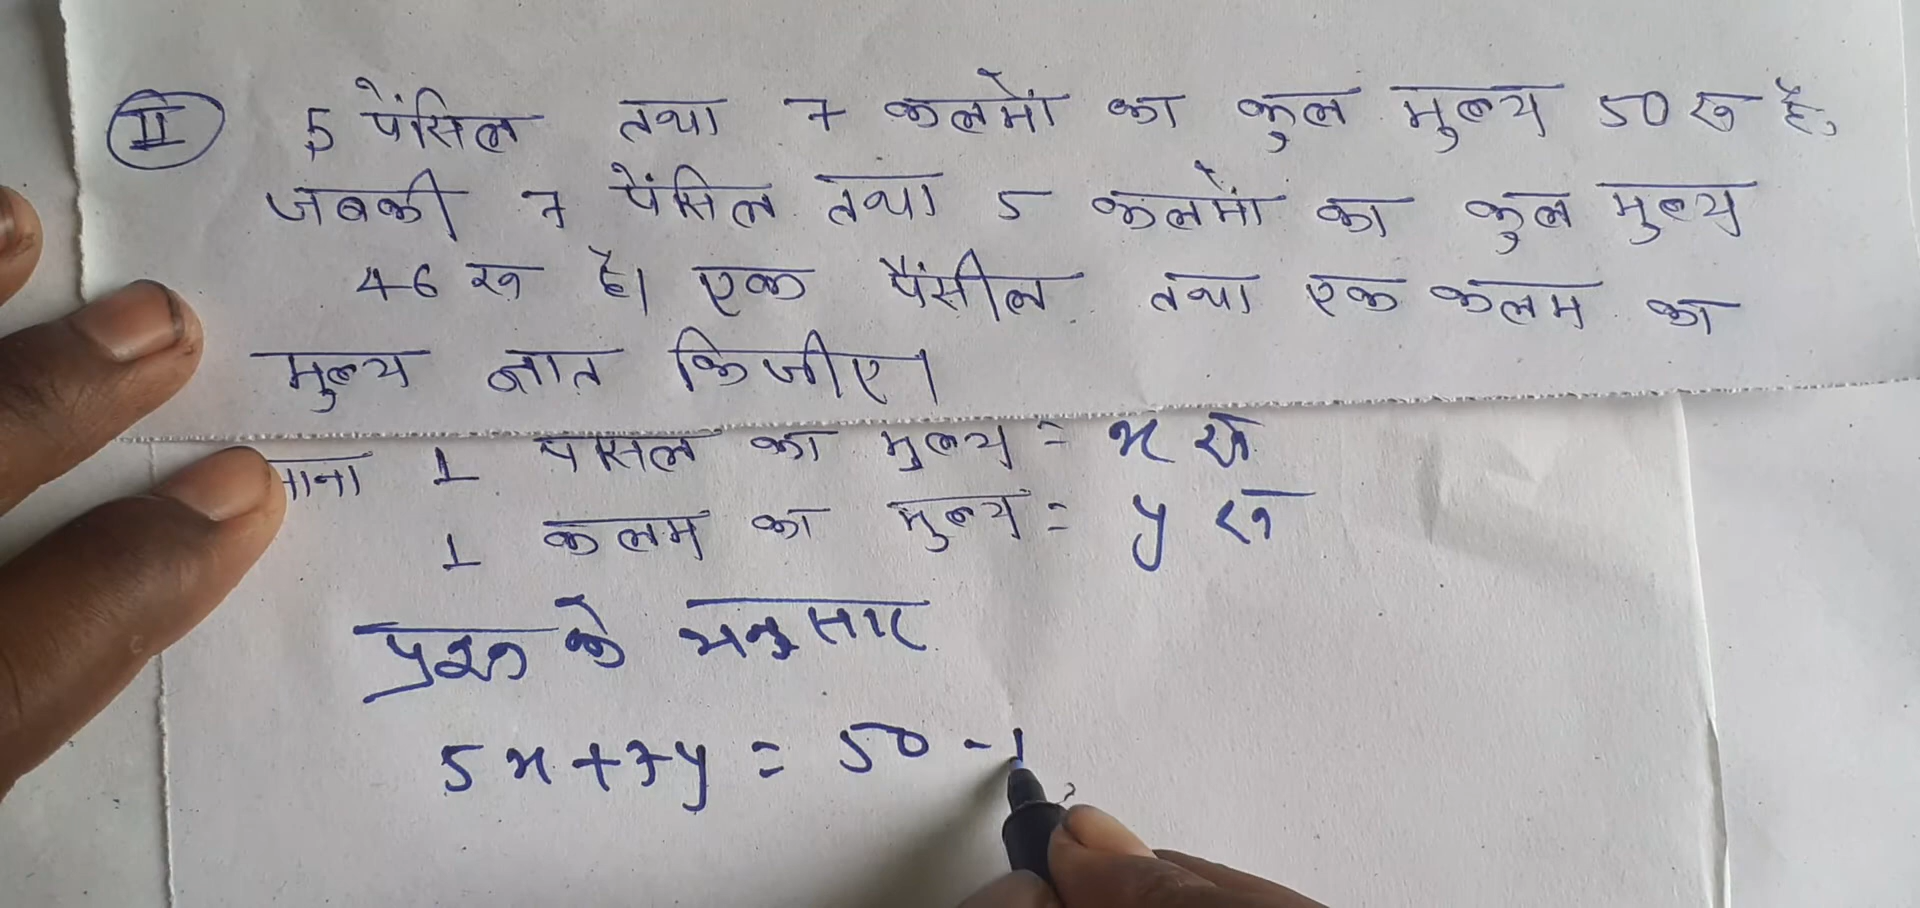 II 5 पेंसिल तथा 7 कलमों का कुल मुल्य 50 रू है,
जबकी 7 पेंसिल तथा 5 कलमों का कुल मुल्य
46 रू है। एक पेंसील तथा एक कलम का
मुल्य ज्ञात किजीए।
माना 1 पेंसिल का मुल्य = x रू
1 कलम का मुल्य = y रू
प्रश्न के अनुसार
5x+7y = 50 -1